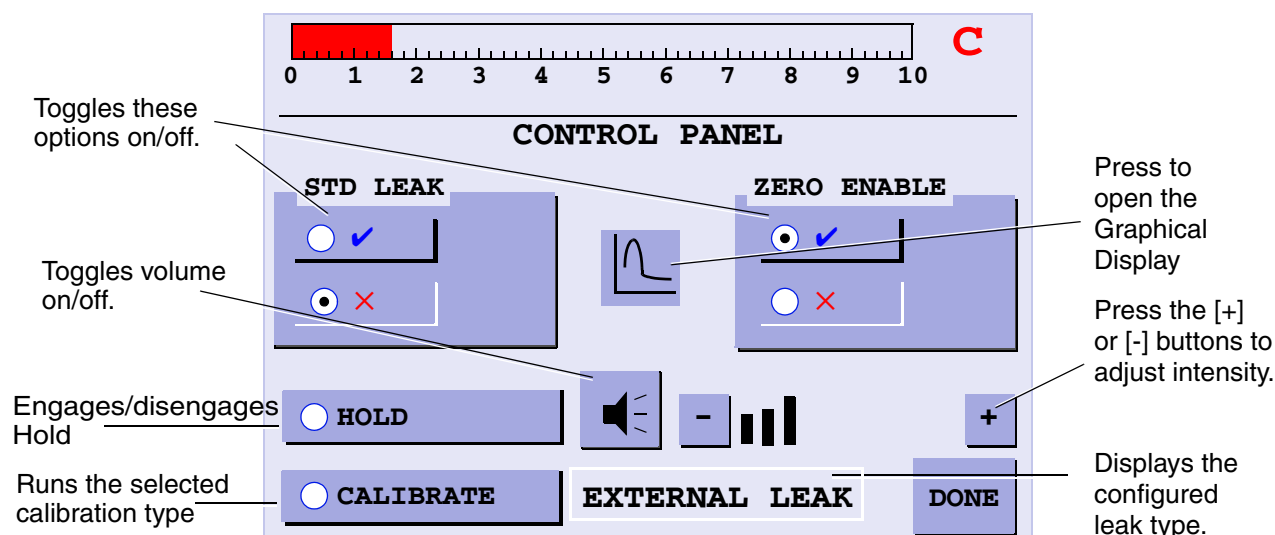 C
0 1 2 3 4 5 6 7 8 9 10
CONTROL PANEL
STD LEAK
ZERO ENABLE
✔
✔
✕
✕
HOLD
-
+
CALIBRATE
EXTERNAL LEAK
DONE
Toggles these
options on/off.
Toggles volume
on/off.
Engages/disengages
Hold
Runs the selected
calibration type
Press to
open the
Graphical
Display
Press the [+]
or [-] buttons to
adjust intensity.
Displays the
configured
leak type.